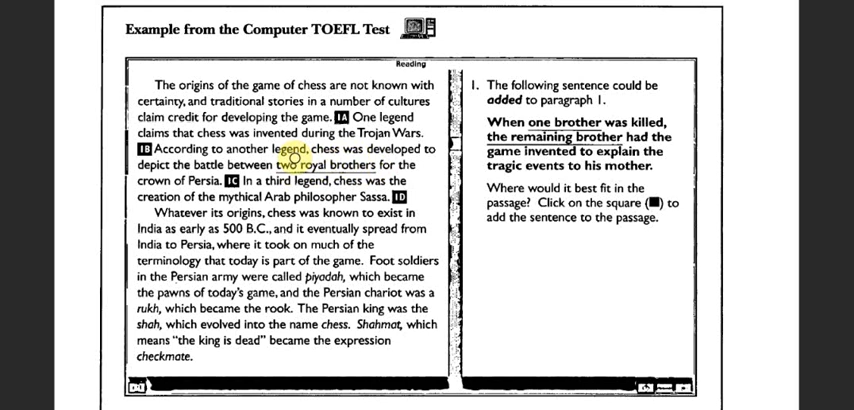 Example from the Computer TOEFL Test
Reading
The origins of the game of chess are not known with
certainty, and traditional stories in a number of cultures
claim credit for developing the game. 1A One legend
claims that chess was invented during the Trojan Wars.
1B According to another legend, chess was developed to
depict the battle between two royal brothers for the
crown of Persia. 1C In a third legend, chess was the
creation of the mythical Arab philosopher Sassa. 1D
Whatever its origins, chess was known to exist in
India as early as 500 B.C., and it eventually spread from
India to Persia, where it took on much of the
terminology that today is part of the game. Foot soldiers
in the Persian army were called piyadah, which became
the pawns of today's game, and the Persian chariot was a
rukh, which became the rook. The Persian king was the
shah, which evolved into the name chess. Shahmat, which
means "the king is dead" became the expression
checkmate.
1. The following sentence could be
added to paragraph 1.
When one brother was killed,
the remaining brother had the
game invented to explain the
tragic events to his mother.
Where would it best fit in the
passage? Click on the square (■) to
add the sentence to the passage.